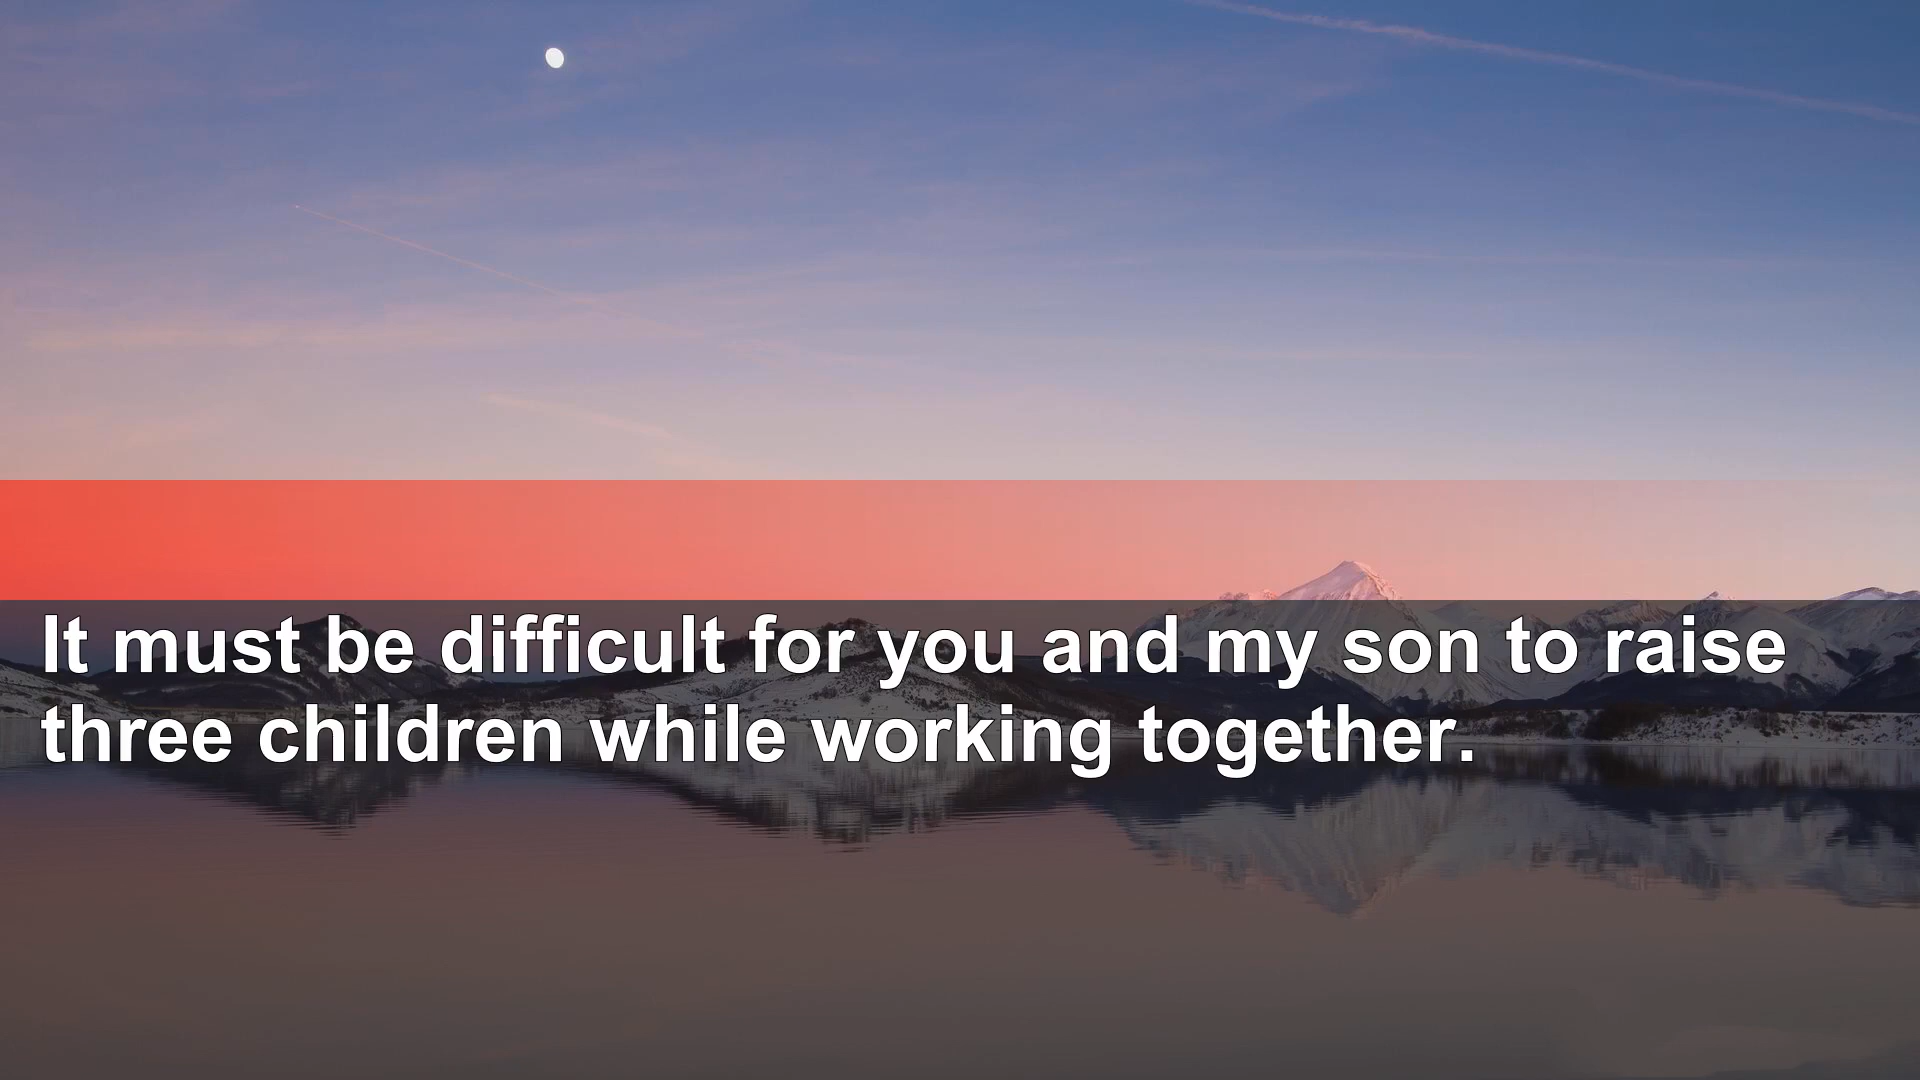 It must be difficult for you and my son to raise
three children while working together.